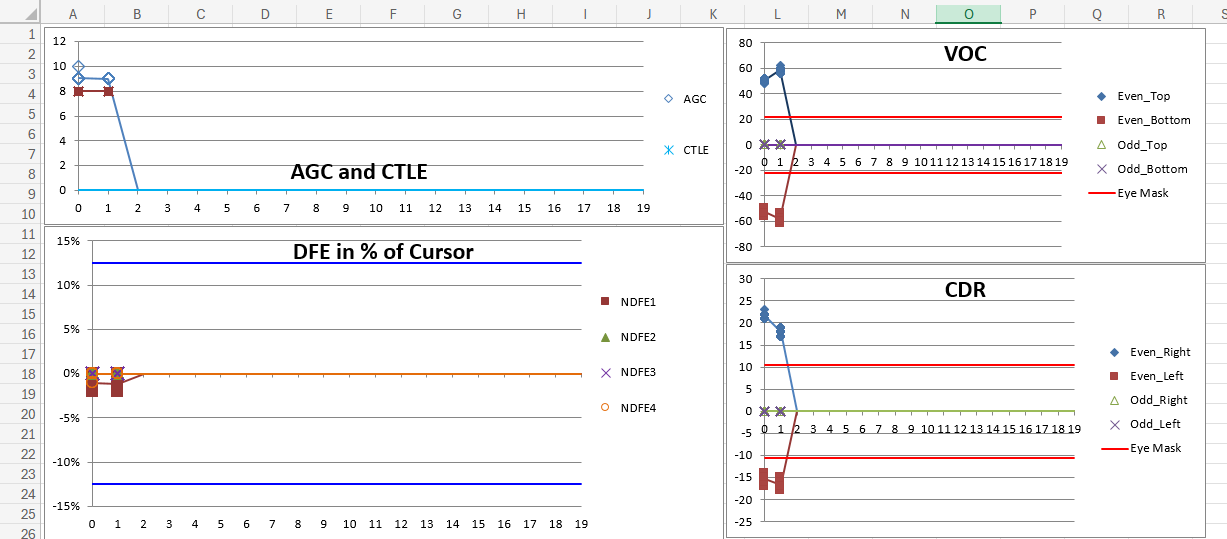 A B C D E F G H I J K L M N O P Q R S
1
2
3
4
5
6
7
8
9
10
11
12
13
14
15
16
17
18
19
20
21
22
23
24
25
26
12
10
8
6
4
2
0
AGC and CTLE
0 1 2 3 4 5 6 7 8 9 10 11 12 13 14 15 16 17 18 19
AGC
CTLE
80
60
40
20
0
-20
-40
-60
-80
VOC
0 1 2 3 4 5 6 7 8 9 10 11 12 13 14 15 16 17 18 19
Even_Top
Even_Bottom
Odd_Top
Odd_Bottom
Eye Mask
15%
10%
5%
0%
-5%
-10%
-15%
DFE in % of Cursor
0 1 2 3 4 5 6 7 8 9 10 11 12 13 14 15 16 17 18 19
NDFE1
NDFE2
NDFE3
NDFE4
30
25
20
15
10
5
0
-5
-10
-15
-20
-25
CDR
0 1 2 3 4 5 6 7 8 9 10 11 12 13 14 15 16 17 18 19
Even_Right
Even_Left
Odd_Right
Odd_Left
Eye Mask